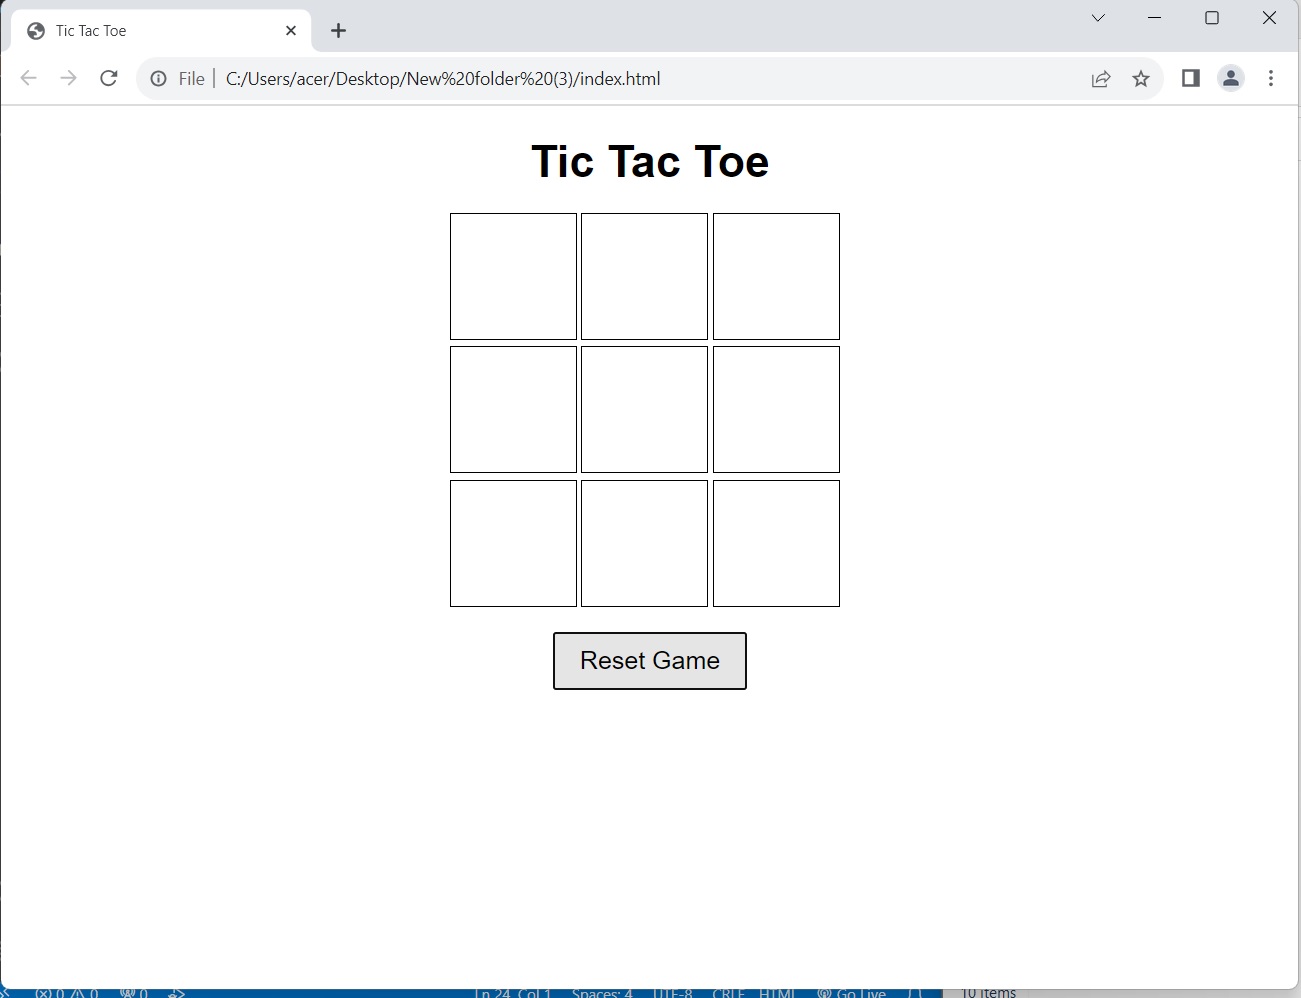 Tic Tac Toe
File | C:/Users/acer/Desktop/New%20folder%20(3)/index.html
Tic Tac Toe
Reset Game
0 0 0 Ln 24, Col 1 Spaces: 4 UTF-8 CRLF HTML Go Live 10 items